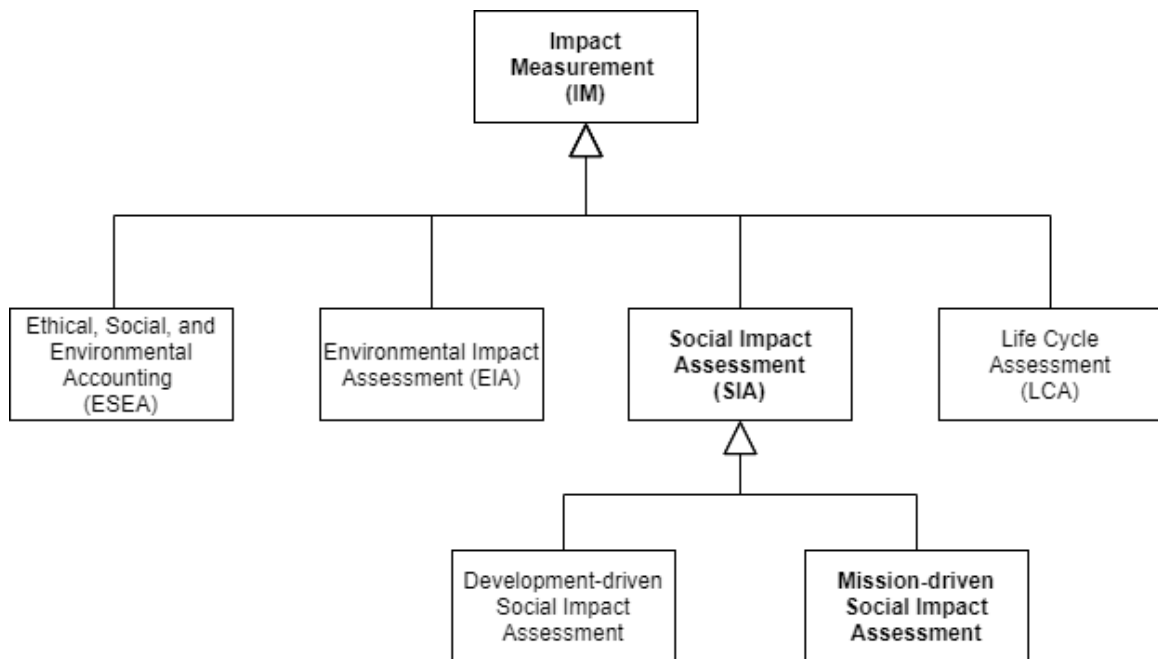 Impact
Measurement
(IM)
Ethical, Social, and
Environmental
Accounting
(ESEA)
Environmental Impact
Assessment (EIA)
Social Impact
Assessment
(SIA)
Life Cycle
Assessment
(LCA)
Development-driven
Social Impact
Assessment
Mission-driven
Social Impact
Assessment